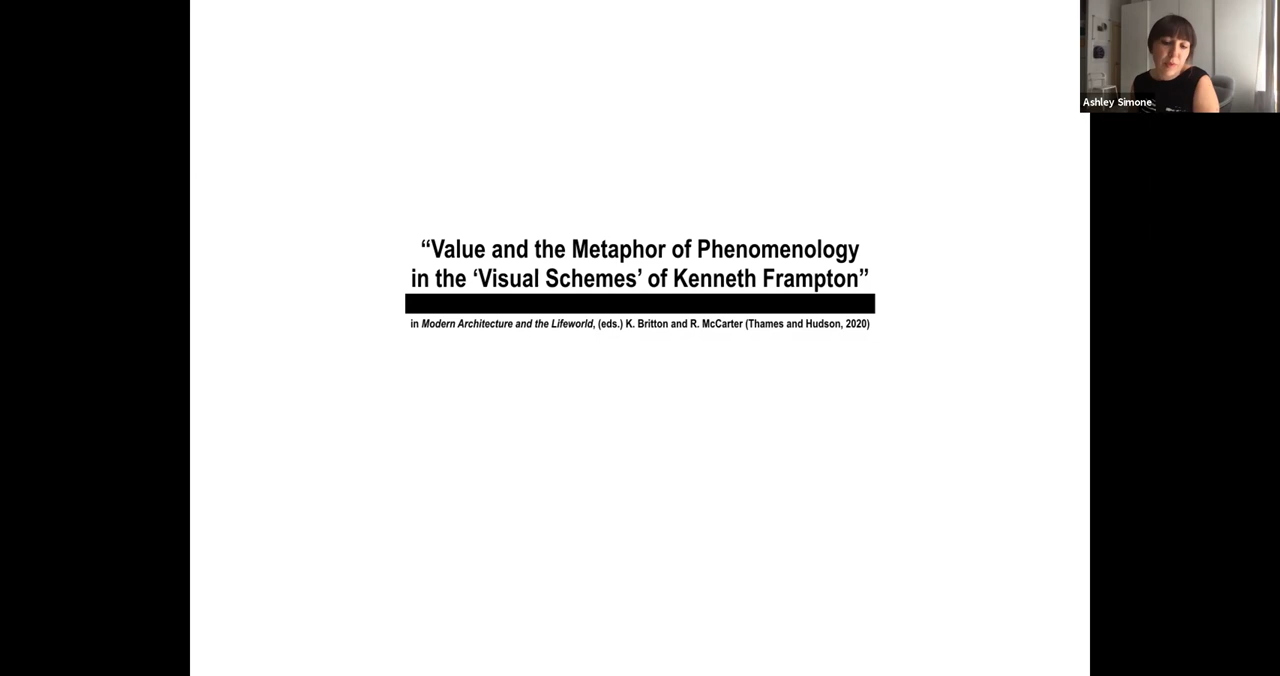 “Value and the Metaphor of Phenomenology
in the ‘Visual Schemes’ of Kenneth Frampton”
in Modern Architecture and the Lifeworld, (eds.) K. Britton and R. McCarter (Thames and Hudson, 2020)
Ashley Simone